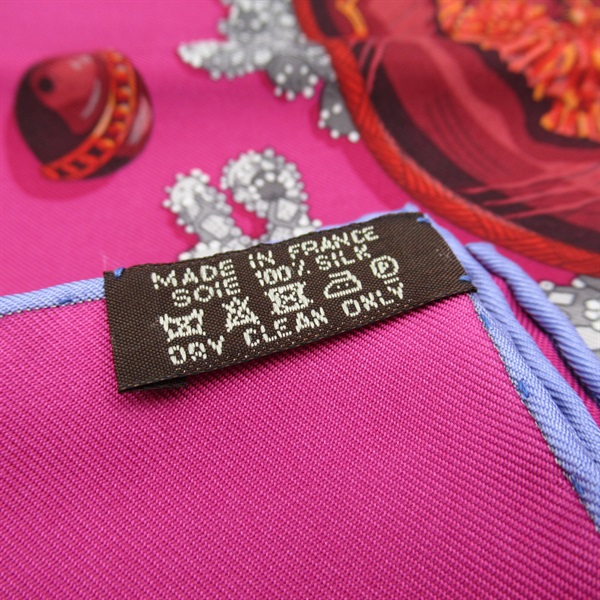 MADE IN FRANCE
SOIE 100% SILK
P
DRY CLEAN ONLY